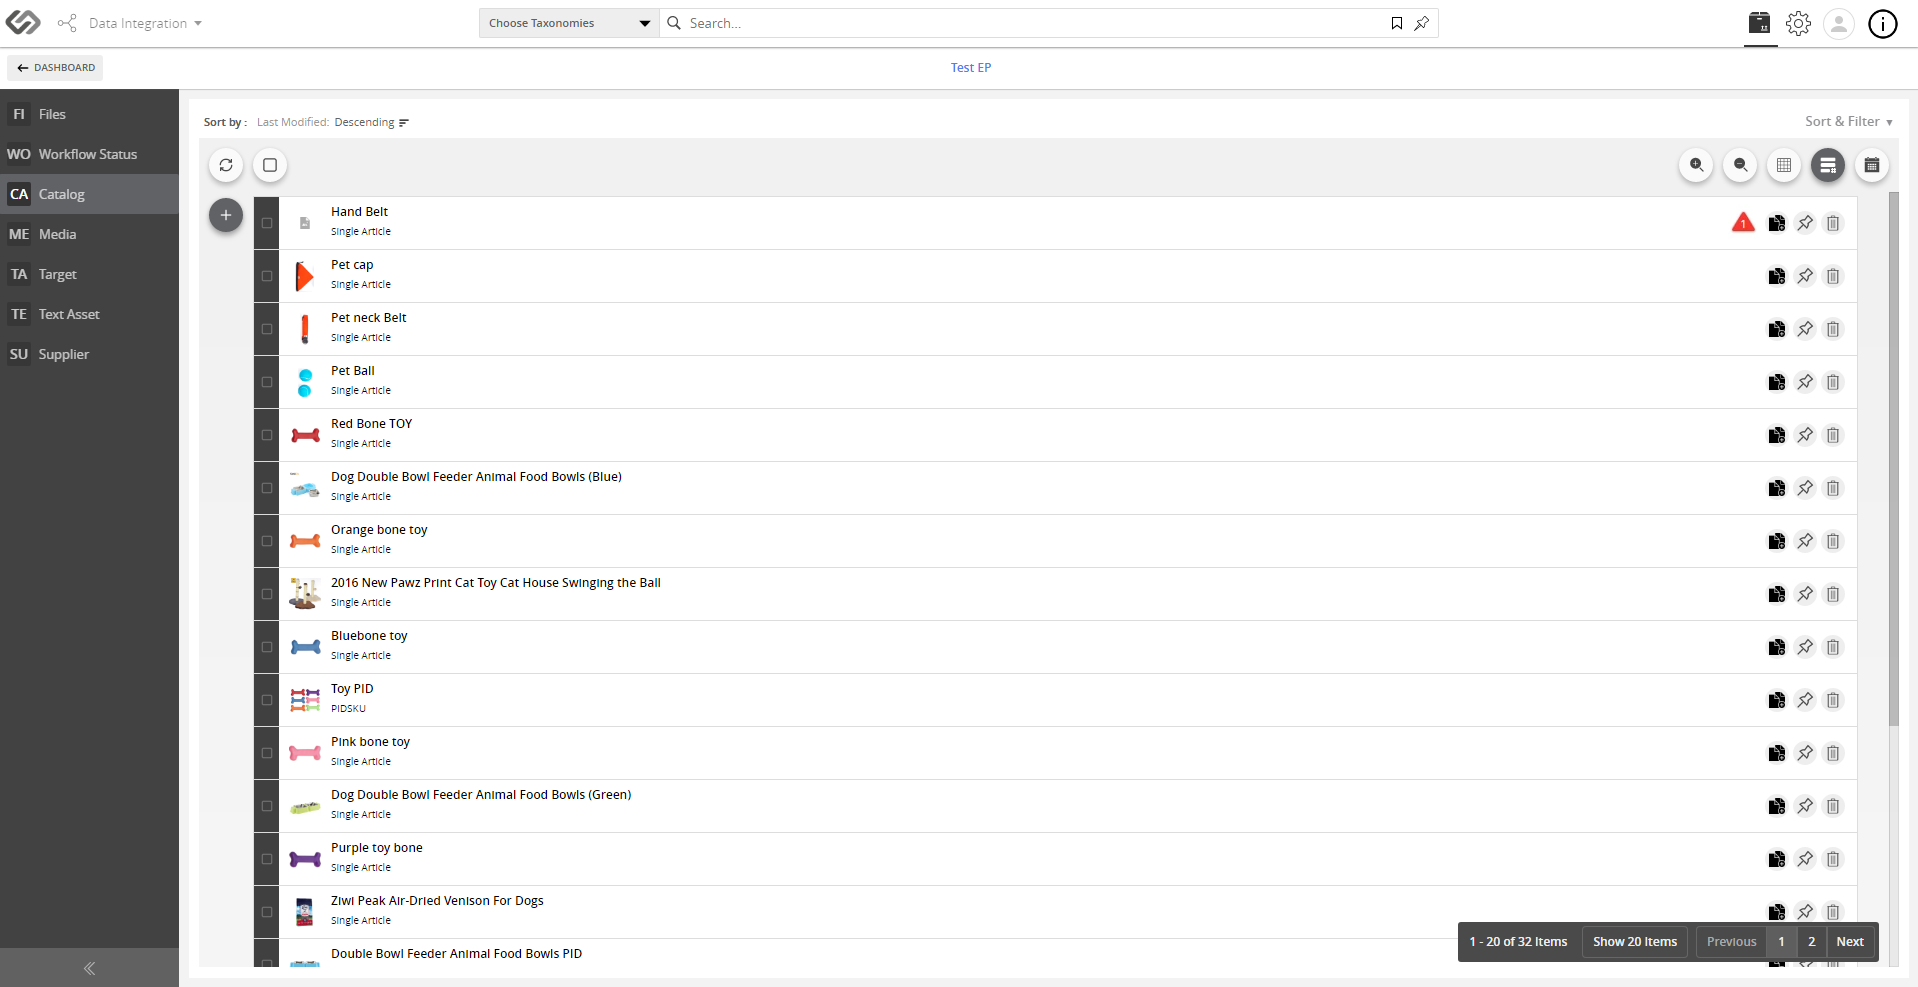 Data Integration
Choose Taxonomies
Search...
DASHBOARD
Test EP
FI Files
WO Workflow Status
CA Catalog
ME Media
TA Target
TE Text Asset
SU Supplier
Sort by : Last Modified: Descending
Sort & Filter
Hand Belt
Single Article
1
Pet cap
Single Article
Pet neck Belt
Single Article
Pet Ball
Single Article
Red Bone TOY
Single Article
Dog Double Bowl Feeder Animal Food Bowls (Blue)
Single Article
Orange bone toy
Single Article
2016 New Pawz Print Cat Toy Cat House Swinging the Ball
Single Article
Bluebone toy
Single Article
Toy PID
PIDSKU
Pink bone toy
Single Article
Dog Double Bowl Feeder Animal Food Bowls (Green)
Single Article
Purple toy bone
Single Article
Ziwi Peak Air-Dried Venison For Dogs
Single Article
Double Bowl Feeder Animal Food Bowls PID
1 - 20 of 32 Items Show 20 Items Previous 1 2 Next